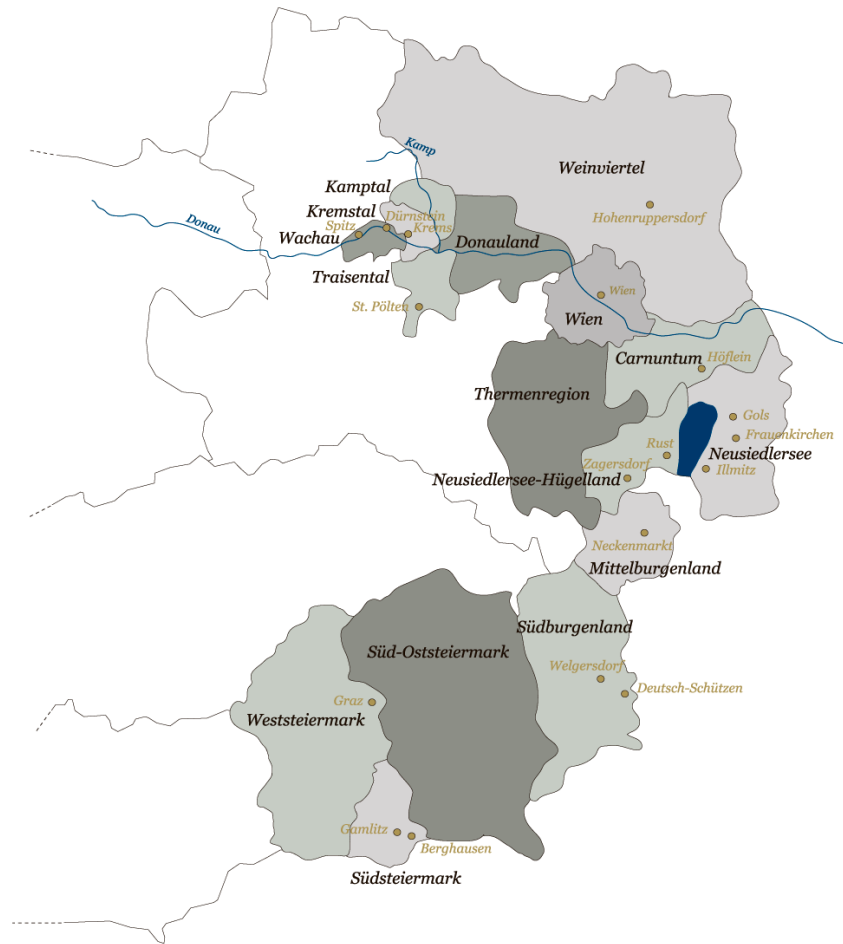 Kamp
Weinviertel
Kamptal
Hohenruppersdorf
Kremstal
Dürnstein
Donau
Spitz
Krems
Wachau
Donauland
Traisental
Wien
St. Pölten
Wien
Carnuntum
Höflein
Thermenregion
Gols
Frauenkirchen
Rust
Neusiedlersee
Zagersdorf
Illmitz
Neusiedlersee-Hügelland
Neckenmarkt
Mittelburgenland
Südburgenland
Süd-Oststeiermark
Welgersdorf
Deutsch-Schützen
Graz
Weststeiermark
Gamlitz
Berghausen
Südsteiermark